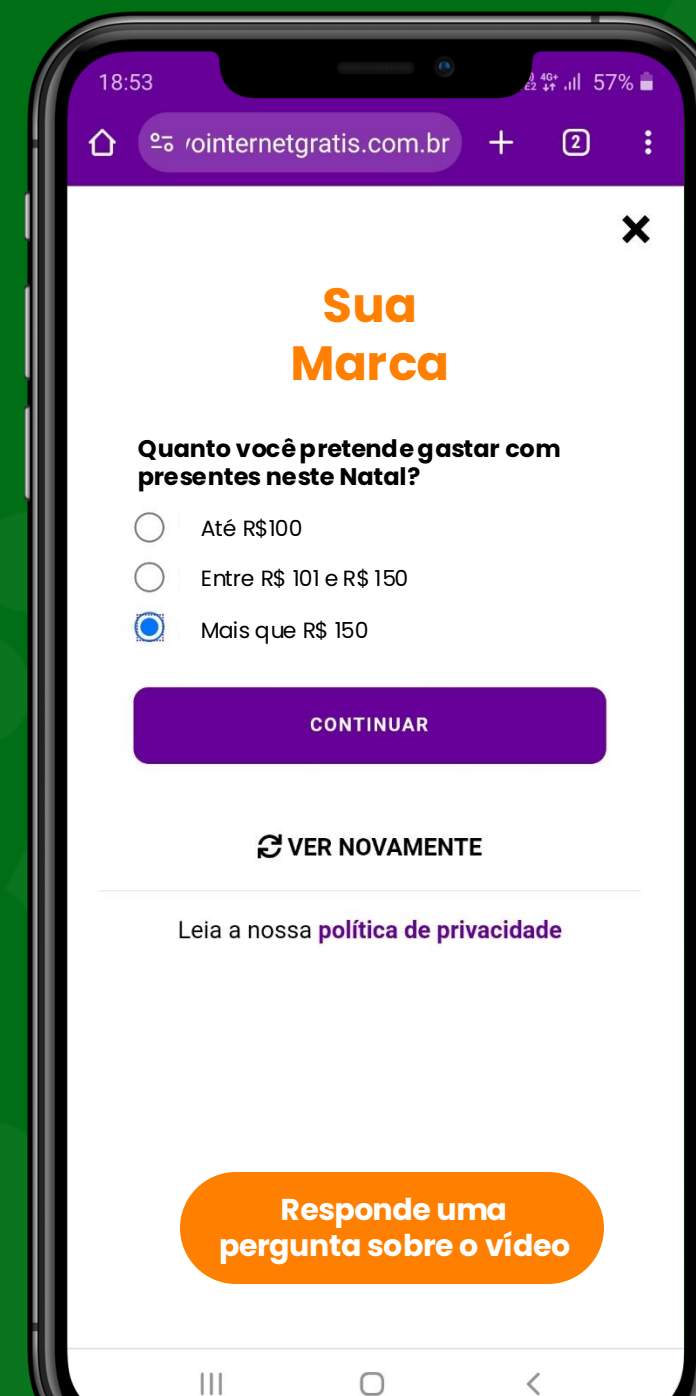 18:53
4G+ 57%
vointernetgratis.com.br
2
Sua
Marca
Quanto você pretende gastar com
presentes neste Natal?
Até R$100
Entre R$ 101 e R$ 150
Mais que R$ 150
CONTINUAR
VER NOVAMENTE
Leia a nossa política de privacidade
Responde uma
pergunta sobre o vídeo